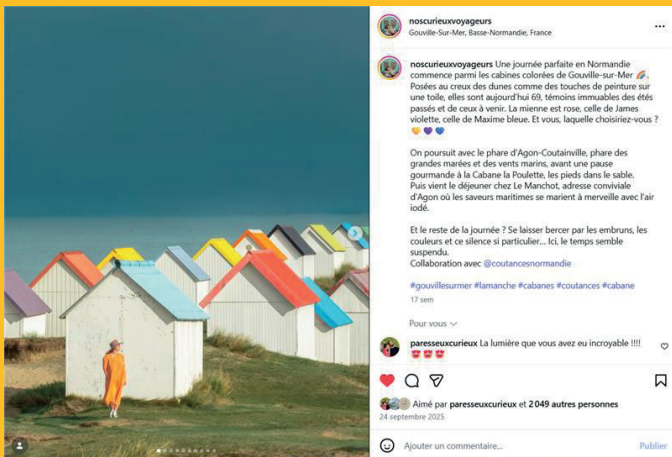 noscurieuxvoyageurs
Gouville-Sur-Mer, Basse-Normandie, France
noscurieuxvoyageurs Une journée parfaite en Normandie
commence parmi les cabines colorées de Gouville-sur-Mer 🌈.
Posées au creux des dunes comme des touches de peinture sur
une toile, elles sont aujourd'hui 69, témoins immuables des étés
passés et de ceux à venir. La mienne est rose, celle de James
violette, celle de Maxime bleue. Et vous, laquelle choisiriez-vous ?
💛 💜 💙
On poursuit avec le phare d'Agon-Coutainville, phare des
grandes marées et des vents marins, avant une pause
gourmande à la Cabane la Poulette, les pieds dans le sable.
Puis vient le déjeuner chez Le Manchot, adresse conviviale
d'Agon où les saveurs maritimes se marient à merveille avec l'air
iodé.
Et le reste de la journée ? Se laisser bercer par les embruns, les
couleurs et ce silence si particulier... Ici, le temps semble
suspendu.
Collaboration avec @coutancesnormandie
#gouvillesurmer #lamanche #cabanes #coutances #cabane
17 sem
Pour vous
paresseuxcurieux La lumière que vous avez eu incroyable !!!!
Aimé par paresseuxcurieux et 2 049 autres personnes
24 septembre 2025
Ajouter un commentaire...
Publier